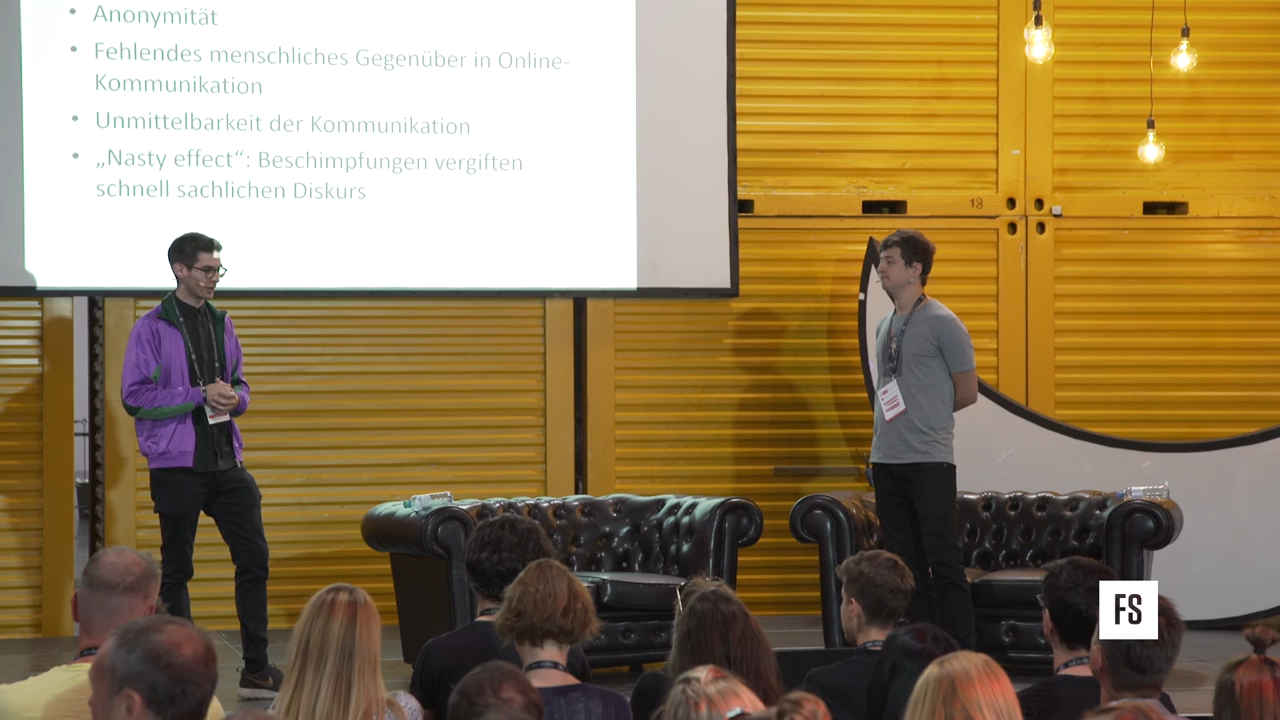 • Anonymität
• Fehlendes menschliches Gegenüber in Online-
Kommunikation
• Unmittelbarkeit der Kommunikation
• „Nasty effect“: Beschimpfungen vergiften
schnell sachlichen Diskurs
18
FS